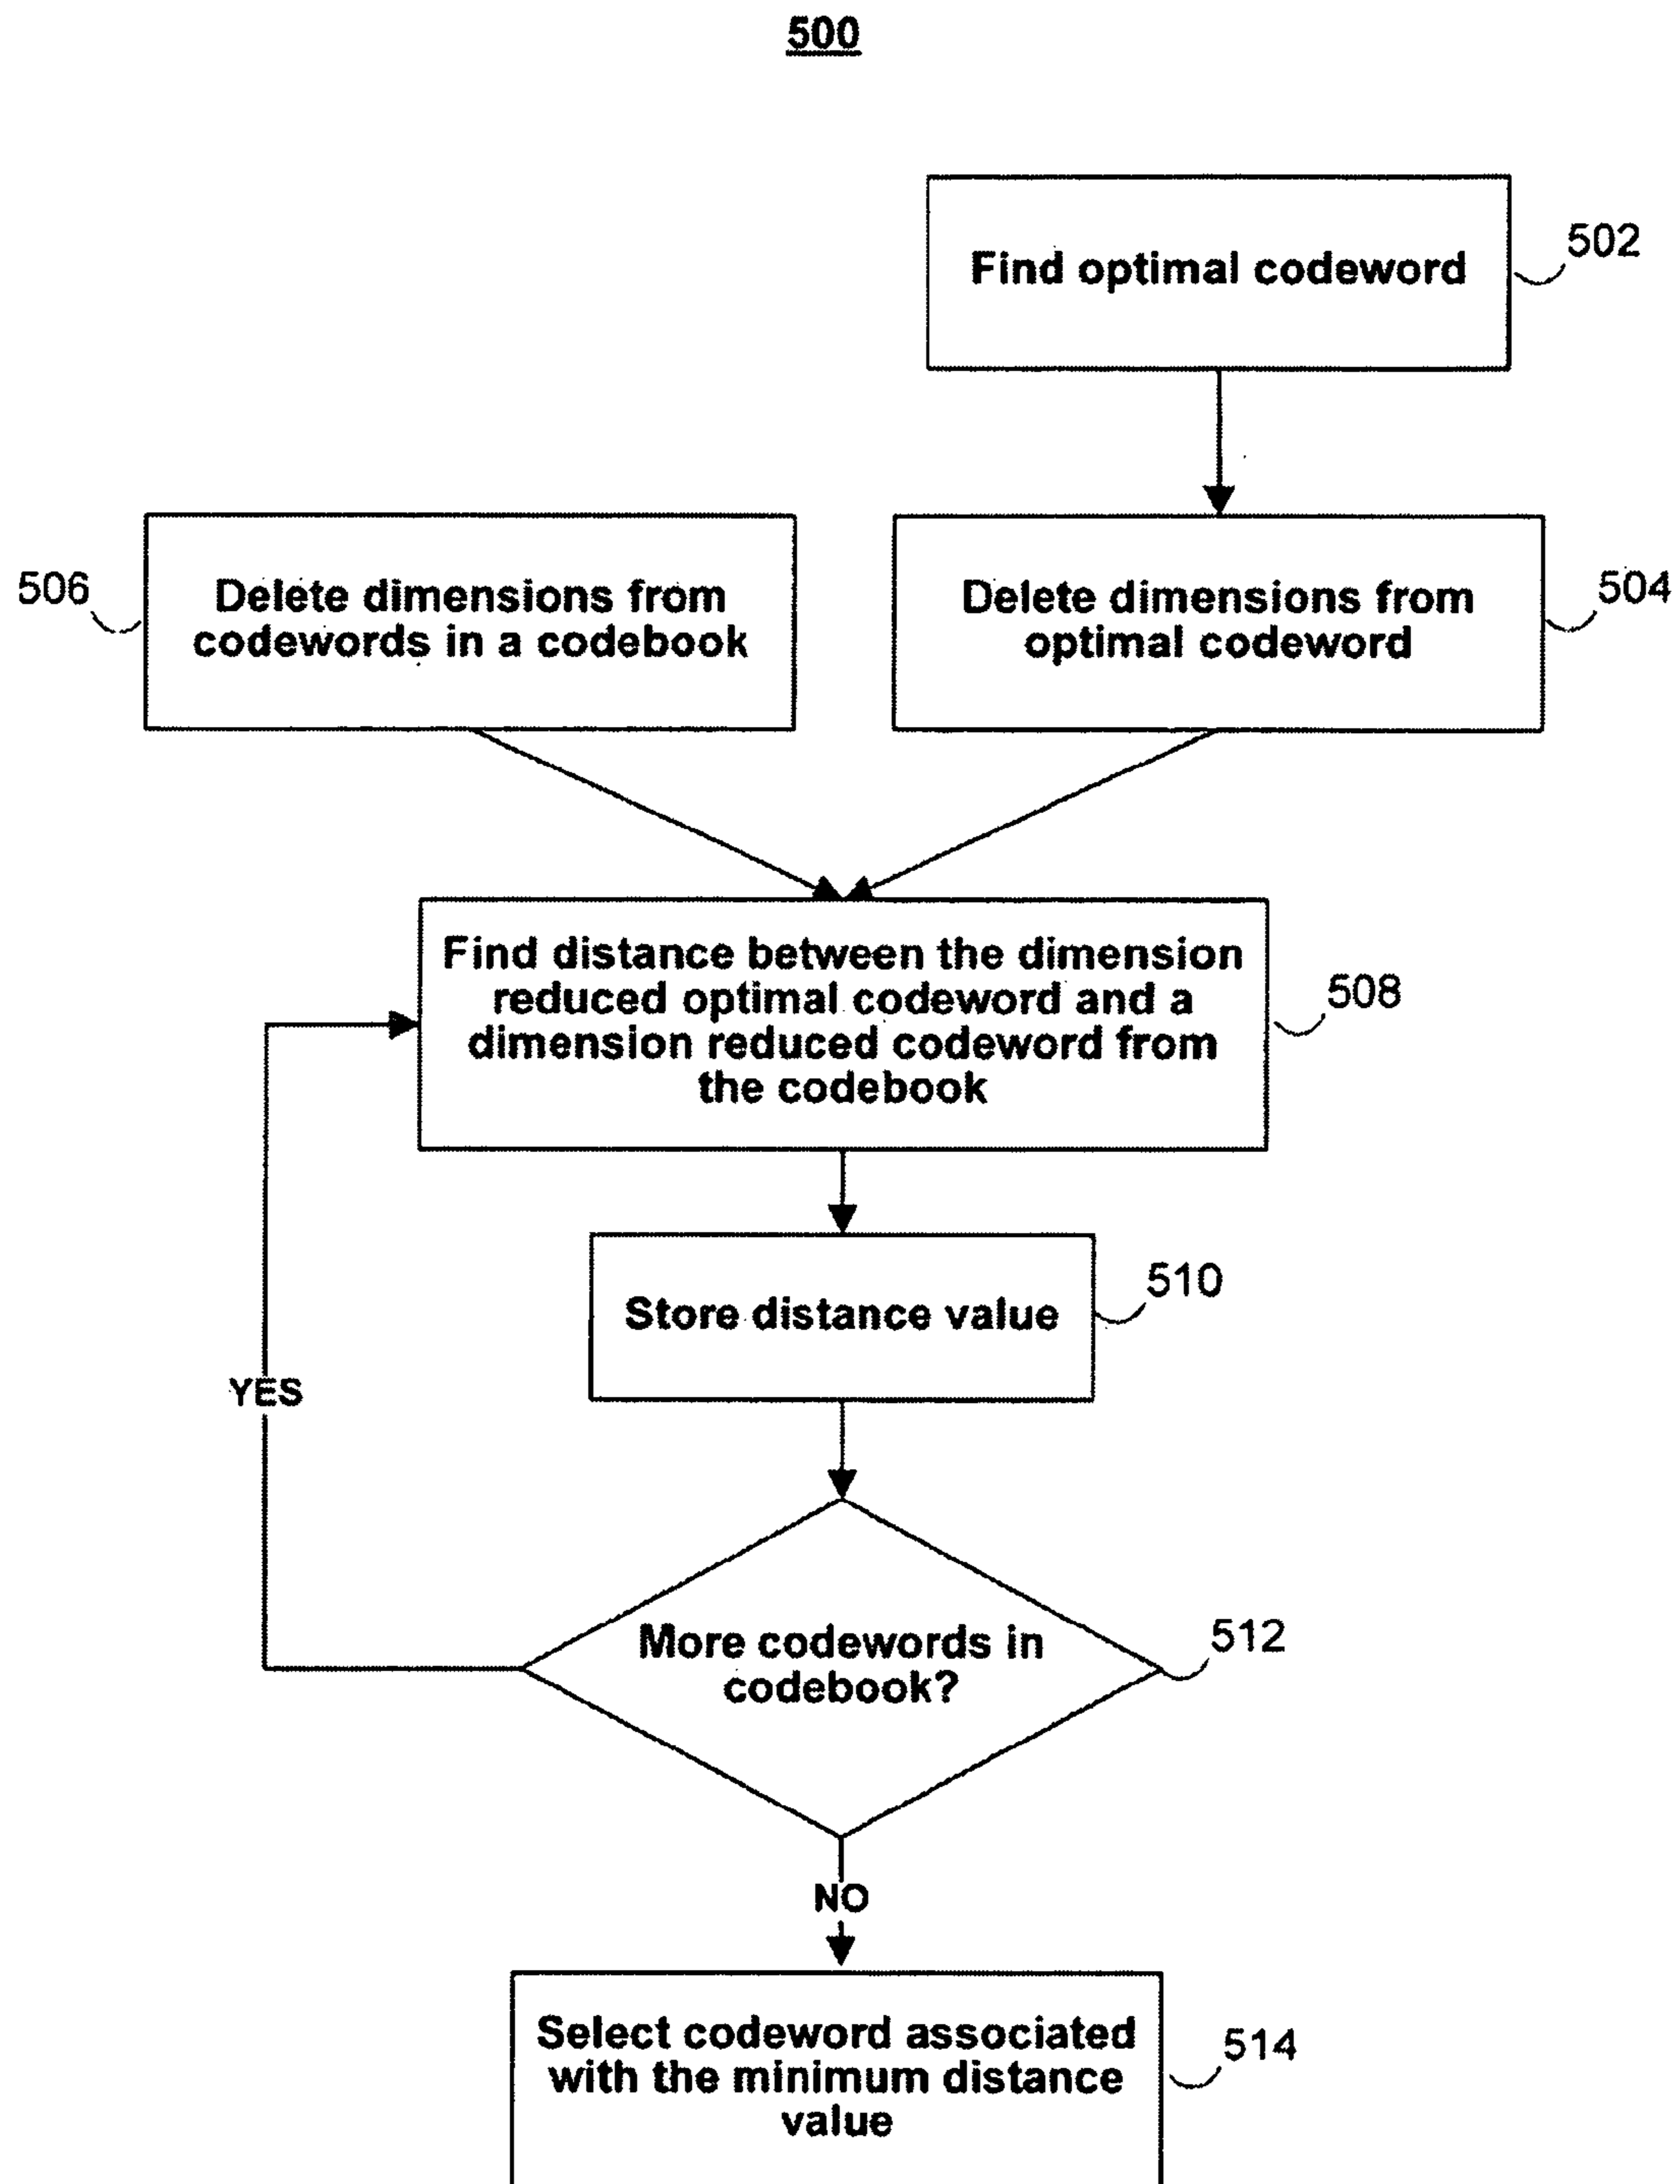 500
Find optimal codeword
502
506
Delete dimensions from
codewords in a codebook
Delete dimensions from
optimal codeword
504
Find distance between the dimension
reduced optimal codeword and a
dimension reduced codeword from
the codebook
508
Store distance value
510
YES
More codewords in
codebook?
512
NO
Select codeword associated
with the minimum distance
value
514